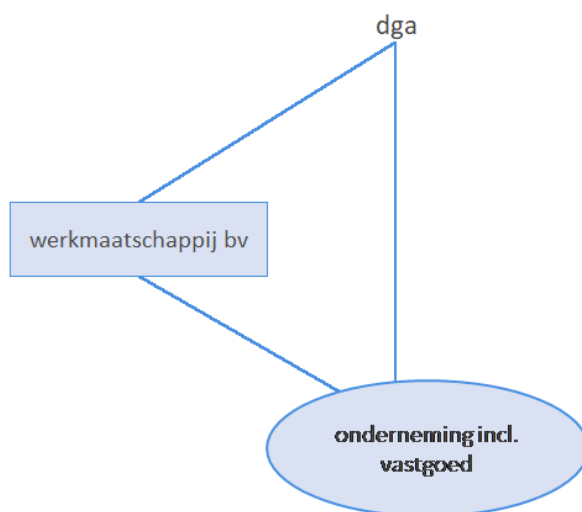 dga
werkmaatschappij bv
onderneming incl.
vastgoed